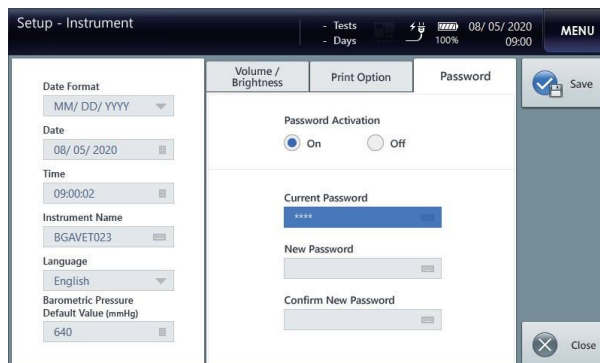 Setup - Instrument
- Tests
- Days
100%
08/ 05/ 2020
09:00
MENU
Date Format
MM/ DD/ YYYY
Date
08/ 05/ 2020
Time
09:00:02
Instrument Name
BGAVET023
Language
English
Barometric Pressure
Default Value (mmHg)
640
Volume /
Brightness
Print Option
Password
Password Activation
On
Off
Current Password
****
New Password
Confirm New Password
Save
Close